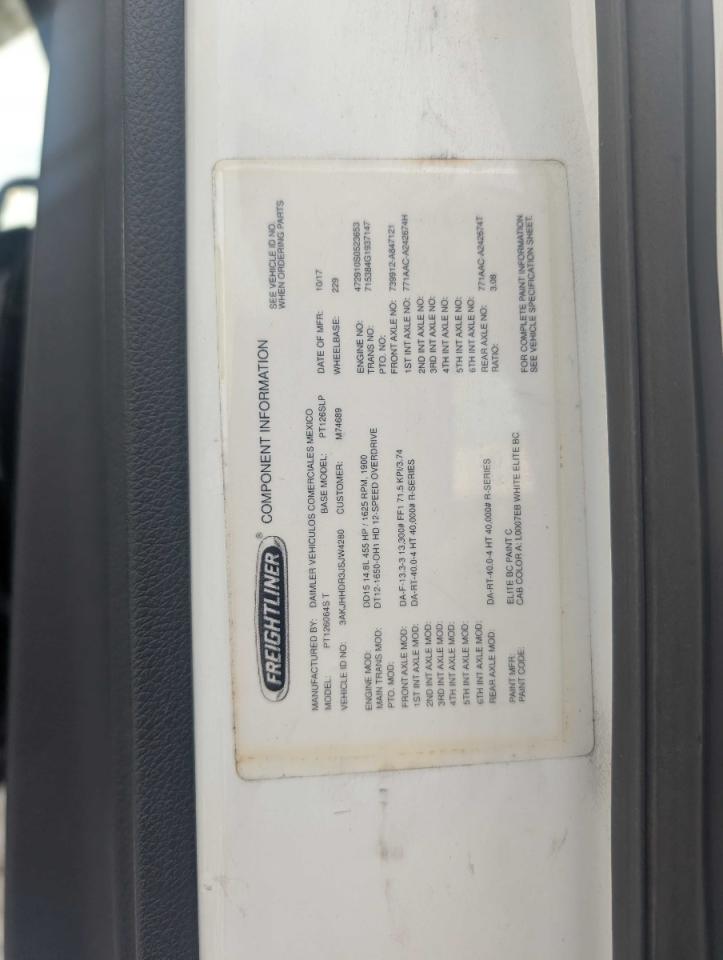 FREIGHTLINER® COMPONENT INFORMATION
SEE VEHICLE ID NO.
WHEN ORDERING PARTS
MANUFACTURED BY: DAIMLER VEHICULOS COMERCIALES MEXICO DATE OF MFR: 10/17
MODEL: PT126064S T BASE MODEL: PT126SLP WHEELBASE: 229
VEHICLE ID NO: 3AKJHHDR3JSJW4280 CUSTOMER: M74689
ENGINE MOD: DD15 14.8L 455 HP / 1625 RPM, 1900 ENGINE NO: 472910S0523653
MAIN TRANS MOD: DT12-1650-OH1 HD 12-SPEED OVERDRIVE TRANS NO: 715384G1937147
PTO. MOD: PTO. NO:
FRONT AXLE MOD: DA-F-13.3-3 13,300# FF1 71.5 KPI/3.74 FRONT AXLE NO: 739912-A847121
1ST INT AXLE MOD: DA-RT-40.0-4 HT 40,000# R-SERIES 1ST INT AXLE NO: 771AAC-A242674H
2ND INT AXLE MOD: 2ND INT AXLE NO:
3RD INT AXLE MOD: 3RD INT AXLE NO:
4TH INT AXLE MOD: 4TH INT AXLE NO:
5TH INT AXLE MOD: 5TH INT AXLE NO:
6TH INT AXLE MOD: 6TH INT AXLE NO:
REAR AXLE MOD: DA-RT-40.0-4 HT 40,000# R-SERIES REAR AXLE NO: 771AAC-A242674T
RATIO: 3.08
PAINT MFR: ELITE BC PAINT C FOR COMPLETE PAINT INFORMATION
PAINT CODE: CAB COLOR A: L0007EB WHITE ELITE BC SEE VEHICLE SPECIFICATION SHEET.